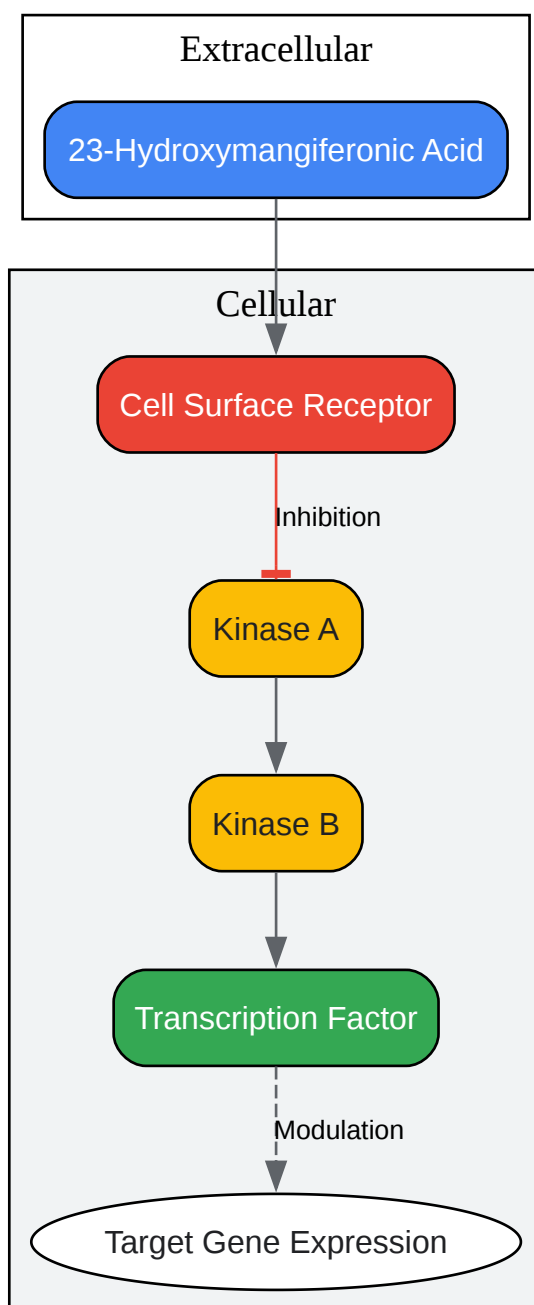 Extracellular
23-Hydroxymangiferonic Acid
Cellular
Cell Surface Receptor
Inhibition
Kinase A
Kinase B
Transcription Factor
Modulation
Target Gene Expression